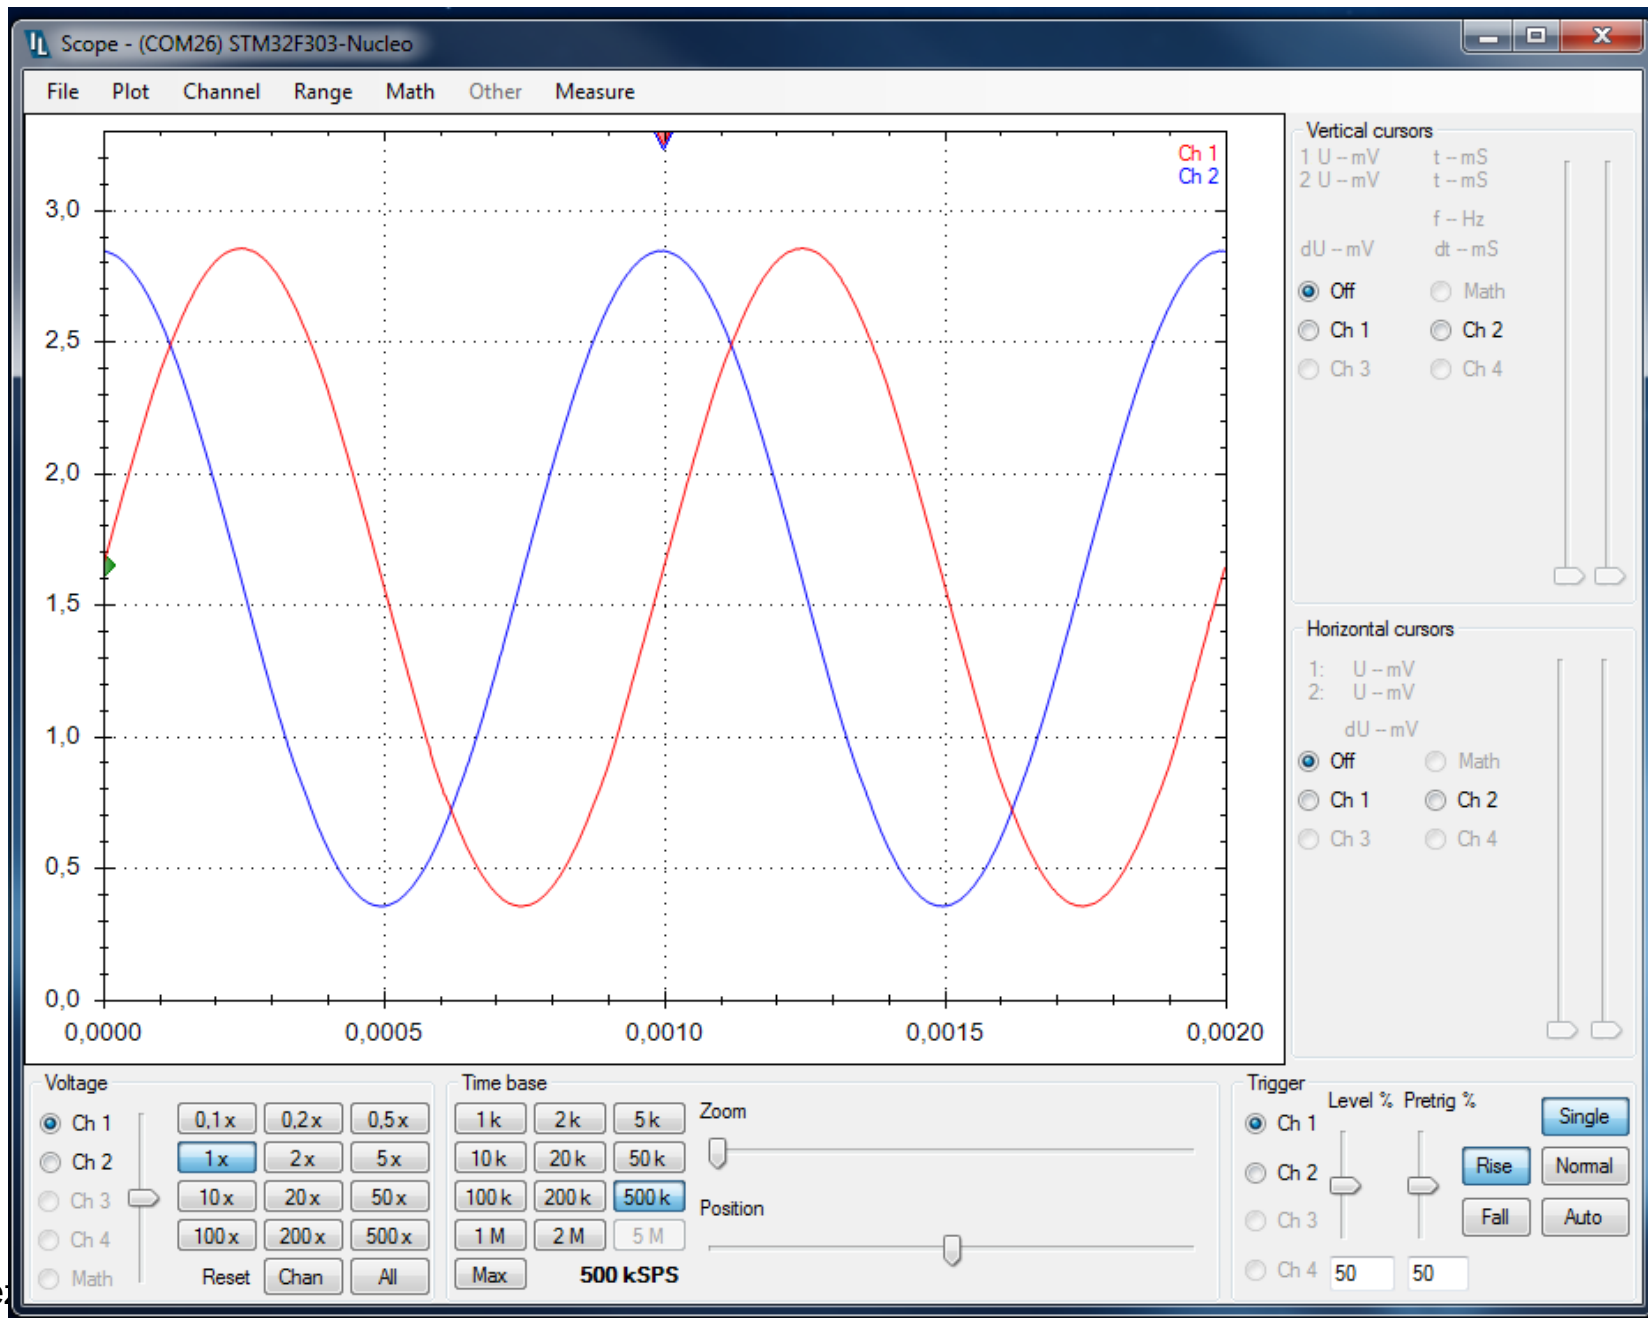 Scope - (COM26) STM32F303-Nucleo
File Plot Channel Range Math Other Measure
Ch 1
Ch 2
3,0
2,5
2,0
1,5
1,0
0,5
0,0
0,0000 0,0005 0,0010 0,0015 0,0020
Vertical cursors
1 U -- mV t -- mS
2 U -- mV t -- mS
f -- Hz
dU -- mV dt -- mS
Off Math
Ch 1 Ch 2
Ch 3 Ch 4
Horizontal cursors
1: U -- mV
2: U -- mV
dU -- mV
Off Math
Ch 1 Ch 2
Ch 3 Ch 4
Voltage
Ch 1
Ch 2
Ch 3
Ch 4
Math
0,1 x 0,2 x 0,5 x
1 x 2 x 5 x
10 x 20 x 50 x
100 x 200 x 500 x
Reset Chan All
Time base
1 k 2 k 5 k
10 k 20 k 50 k
100 k 200 k 500 k
1 M 2 M 5 M
Max 500 kSPS
Zoom
Position
Trigger
Level % Pretrig %
Ch 1
Ch 2
Ch 3
Ch 4
50 50
Single
Rise Normal
Fall Auto